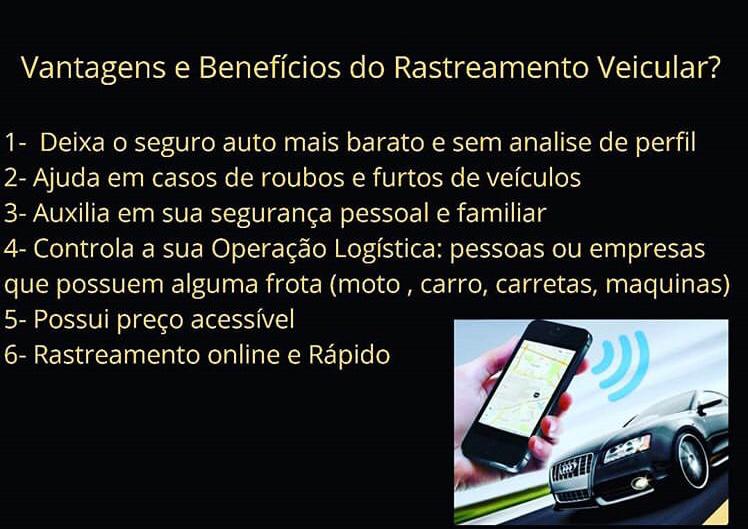 Vantagens e Benefícios do Rastreamento Veicular?
1-  Deixa o seguro auto mais barato e sem analise de perfil
2- Ajuda em casos de roubos e furtos de veículos
3- Auxilia em sua segurança pessoal e familiar
4- Controla a sua Operação Logística: pessoas ou empresas
que possuem alguma frota (moto , carro, carretas, maquinas)
5- Possui preço acessível
6- Rastreamento online e Rápido